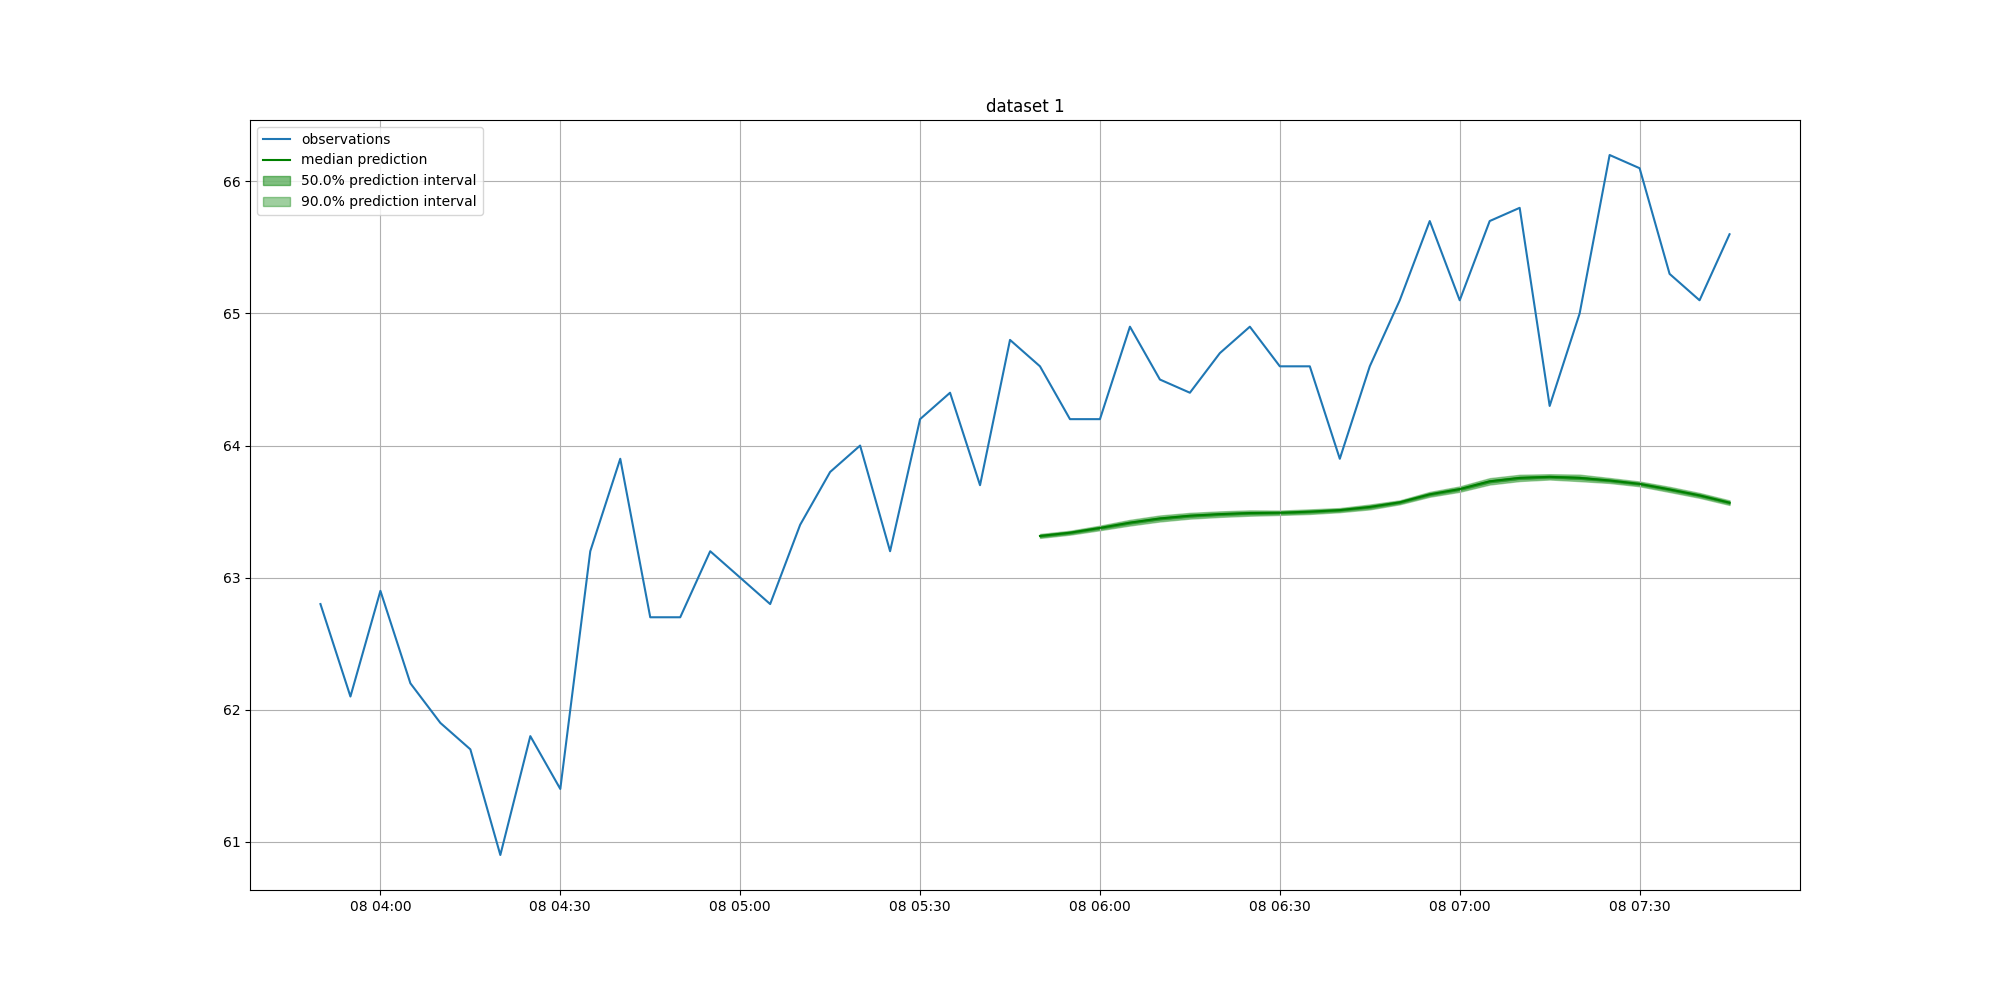 dataset 1
observations
median prediction
50.0% prediction interval
90.0% prediction interval
66
65
64
63
62
61
08 04:00
08 04:30
08 05:00
08 05:30
08 06:00
08 06:30
08 07:00
08 07:30